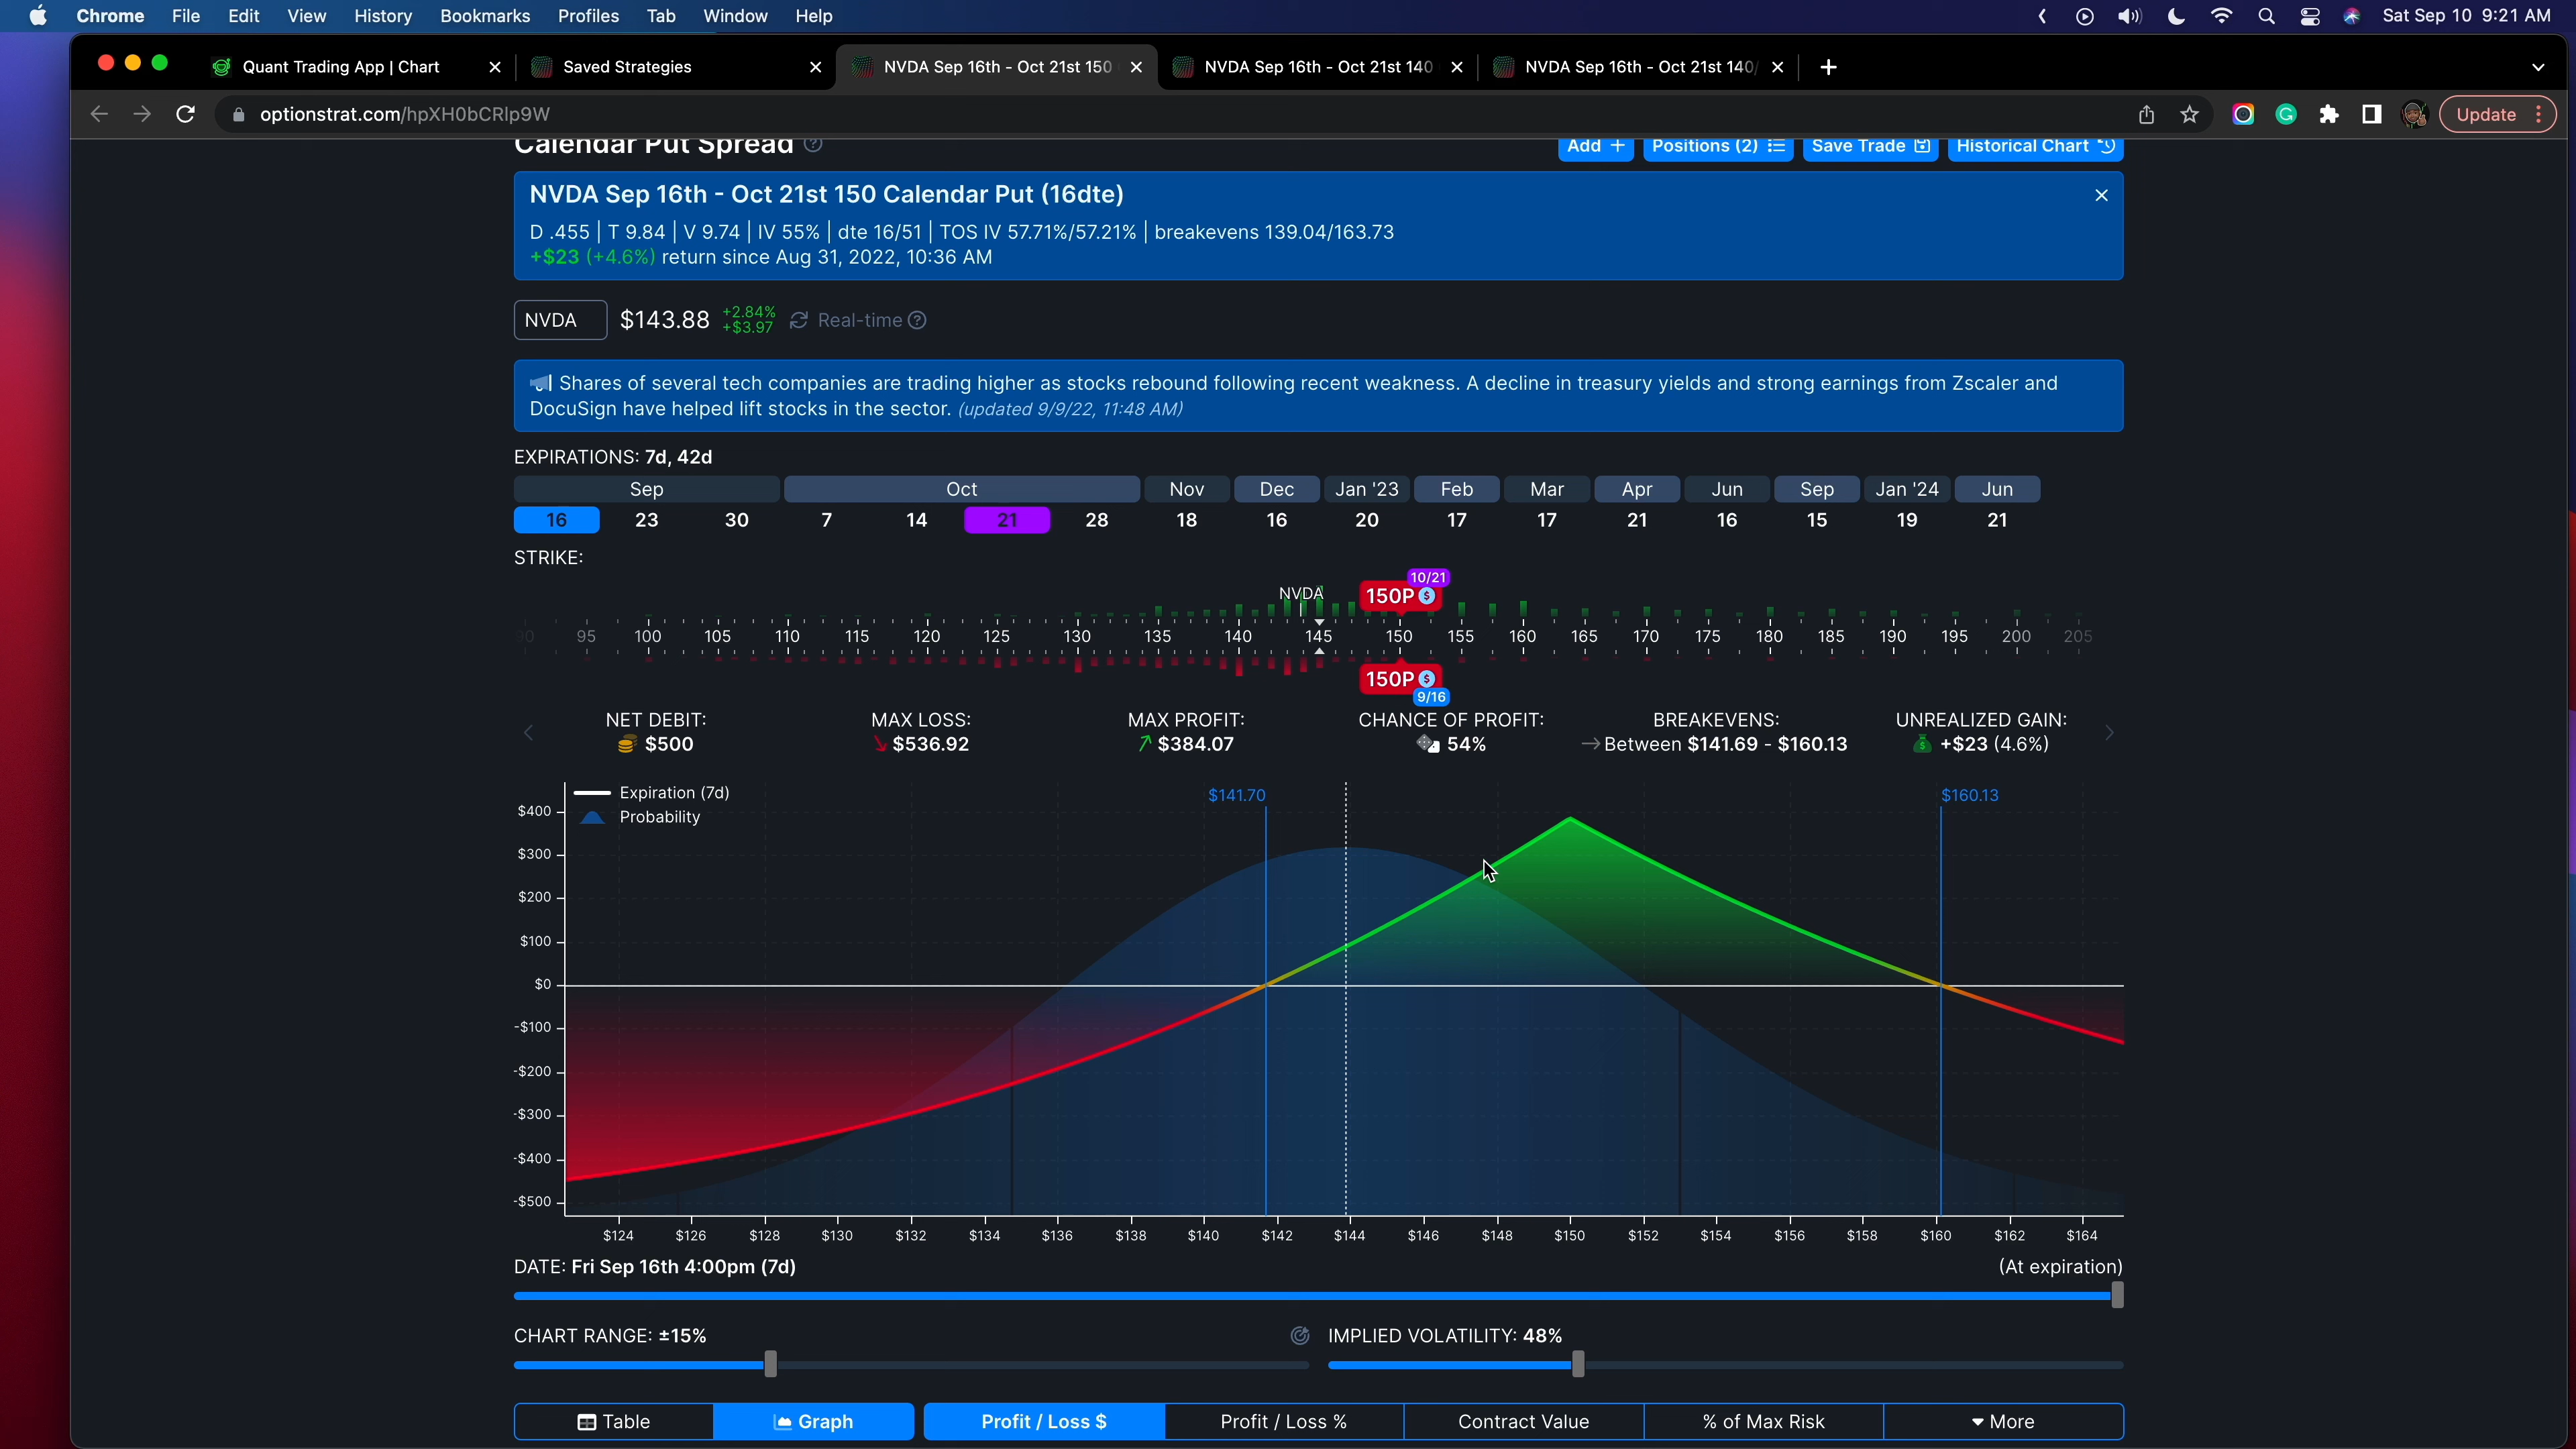 Chrome File Edit View History Bookmarks Profiles Tab Window Help Sat Sep 10 9:21 AM
Quant Trading App | Chart Saved Strategies NVDA Sep 16th - Oct 21st 150 NVDA Sep 16th - Oct 21st 140 NVDA Sep 16th - Oct 21st 140/
optionstrat.com/hpXH0bCRlp9W Update
Calendar Put Spread Add + Positions (2) Save Trade Historical Chart
NVDA Sep 16th - Oct 21st 150 Calendar Put (16dte)
D .455 | T 9.84 | V 9.74 | IV 55% | dte 16/51 | TOS IV 57.71%/57.21% | breakevens 139.04/163.73
+$23 (+4.6%) return since Aug 31, 2022, 10:36 AM
NVDA $143.88 +2.84% +$3.97 Real-time
Shares of several tech companies are trading higher as stocks rebound following recent weakness. A decline in treasury yields and strong earnings from Zscaler and
DocuSign have helped lift stocks in the sector. (updated 9/9/22, 11:48 AM)
EXPIRATIONS: 7d, 42d
Sep Oct Nov Dec Jan '23 Feb Mar Apr Jun Sep Jan '24 Jun
16 23 30 7 14 21 28 18 16 20 17 17 21 16 15 19 21
STRIKE:
10/21
NVDA 150P
95 100 105 110 115 120 125 130 135 140 145 150 155 160 165 170 175 180 185 190 195 200 205
150P
9/16
NET DEBIT: MAX LOSS: MAX PROFIT: CHANCE OF PROFIT: BREAKEVENS: UNREALIZED GAIN:
$500 $536.92 $384.07 54% Between $141.69 - $160.13 +$23 (4.6%)
Expiration (7d)
Probability
$141.70 $160.13
$400
$300
$200
$100
$0
-$100
-$200
-$300
-$400
-$500
$124 $126 $128 $130 $132 $134 $136 $138 $140 $142 $144 $146 $148 $150 $152 $154 $156 $158 $160 $162 $164
DATE: Fri Sep 16th 4:00pm (7d) (At expiration)
CHART RANGE: ±15% IMPLIED VOLATILITY: 48%
Table Graph Profit / Loss $ Profit / Loss % Contract Value % of Max Risk More